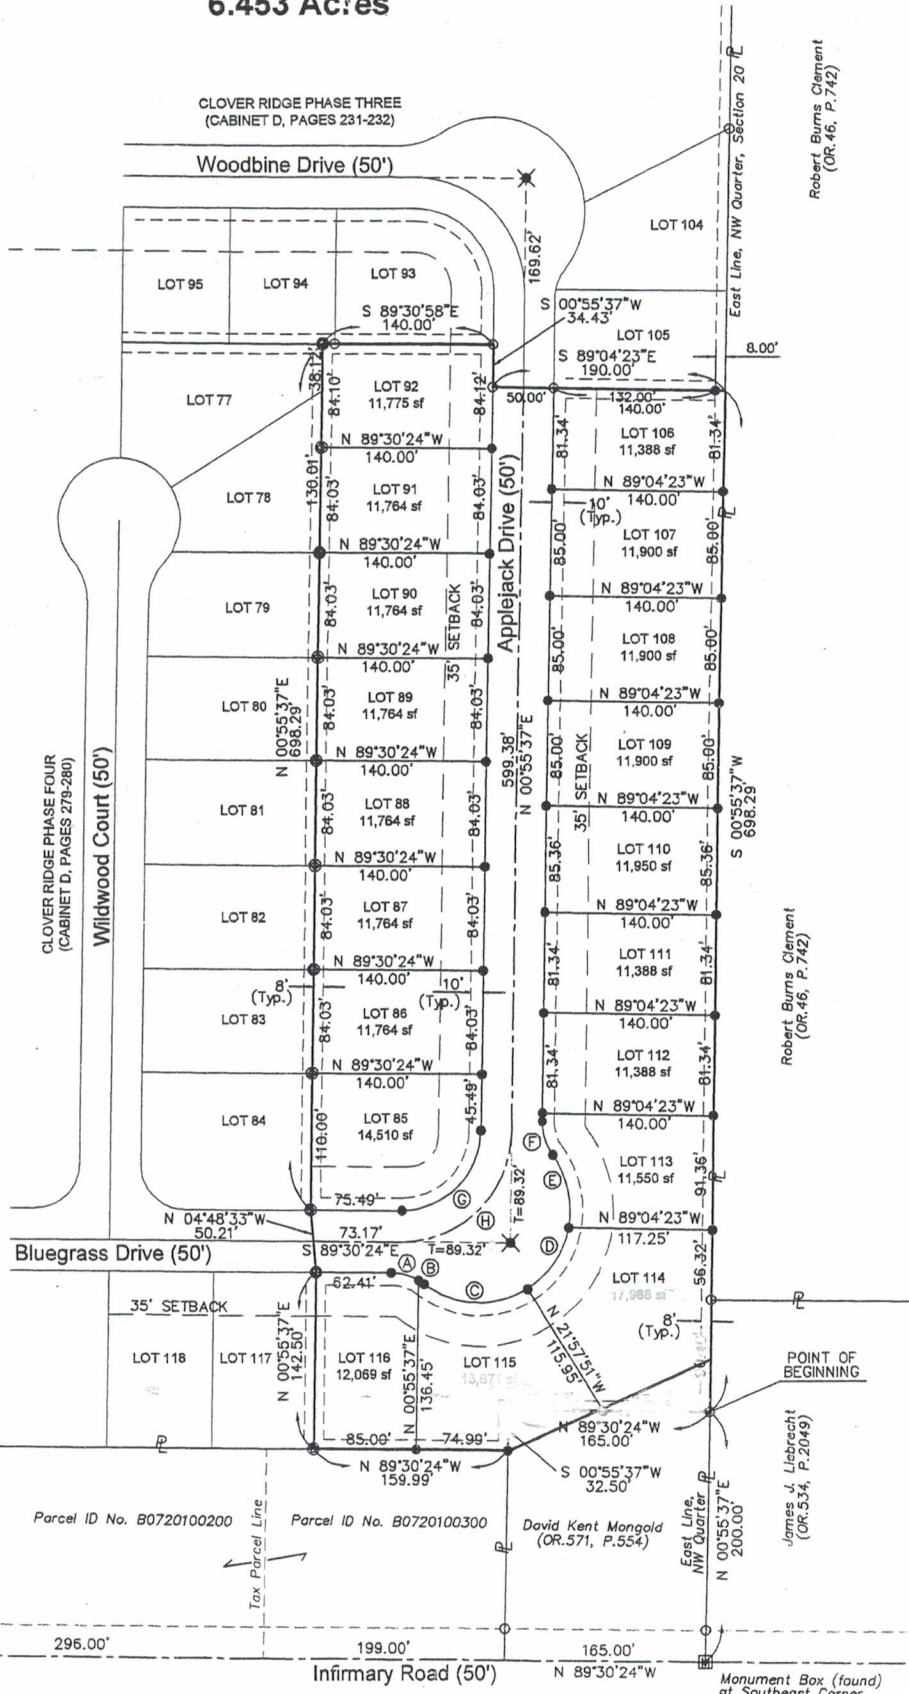 6.453 Acres
CLOVER RIDGE PHASE THREE
(CABINET D, PAGES 231-232)
Woodbine Drive (50')
Robert Burns Clement
(OR.46, P.742)
East Line, NW Quarter, Section 20
PL
169.62'
LOT 104
LOT 95
LOT 94
LOT 93
S 89°30'58"E
140.00'
S 00°55'37"W
34.43'
LOT 105
S 89°04'23"E
190.00'
8.00'
50.00'
132.00'
140.00'
LOT 77
38.12'
84.10'
LOT 92
11,775 sf
84.12'
81.34'
LOT 106
11,388 sf
81.34'
N 89°30'24"W
140.00'
N 89°04'23"W
140.00'
10'
(Typ.)
PL
LOT 78
130.01'
84.03'
LOT 91
11,764 sf
84.03'
Applejack Drive (50')
85.00'
LOT 107
11,900 sf
85.00'
N 89°30'24"W
140.00'
N 89°04'23"W
140.00'
LOT 79
84.03'
LOT 90
11,764 sf
84.03'
35' SETBACK
85.00'
LOT 108
11,900 sf
85.00'
N 89°30'24"W
140.00'
N 89°04'23"W
140.00'
LOT 80
N 00°55'37"E
698.29'
84.03'
LOT 89
11,764 sf
84.03'
599.38'
N 00°55'37"E
85.00'
35' SETBACK
LOT 109
11,900 sf
85.00'
S 00°55'37"W
698.29'
N 89°30'24"W
140.00'
N 89°04'23"W
140.00'
CLOVER RIDGE PHASE FOUR
(CABINET D, PAGES 279-280)
Wildwood Court (50')
LOT 81
84.03'
LOT 88
11,764 sf
84.03'
85.36'
LOT 110
11,950 sf
85.36'
N 89°30'24"W
140.00'
N 89°04'23"W
140.00'
LOT 82
84.03'
LOT 87
11,764 sf
84.03'
81.34'
LOT 111
11,388 sf
81.34'
Robert Burns Clement
(OR.46, P.742)
N 89°30'24"W
140.00'
8'
(Typ.)
10'
(Typ.)
N 89°04'23"W
140.00'
LOT 83
84.03'
LOT 86
11,764 sf
84.03'
81.34'
LOT 112
11,388 sf
81.34'
N 89°30'24"W
140.00'
N 89°04'23"W
140.00'
LOT 84
110.00'
LOT 85
14,510 sf
45.49'
F
E
LOT 113
11,550 sf
91.36'
PL
75.49'
G
H
T=89.32'
N 89°04'23"W
117.25'
N 04°48'33"W
50.21'
73.17'
S 89°30'24"E
T=89.32'
D
56.32'
Bluegrass Drive (50')
62.41'
A
B
C
LOT 114
17,988 sf
PL
35' SETBACK
8'
(Typ.)
N 21°57'51"W
115.95'
LOT 118
LOT 117
N 00°55'37"E
142.50'
LOT 116
12,069 sf
N 00°55'37"E
136.45'
LOT 115
13,671 sf
POINT OF
BEGINNING
N 89°30'24"W
165.00'
PL
85.00'
74.99'
N 89°30'24"W
159.99'
S 00°55'37"W
32.50'
James J. Liebrecht
(OR.534, P.2049)
Parcel ID No. B0720100200
Tax Parcel Line
Parcel ID No. B0720100300
PL
David Kent Mongold
(OR.571, P.554)
East Line,
NW Quarter
PL
N 00°55'37"E
200.00'
296.00'
199.00'
165.00'
Infirmary Road (50')
N 89°30'24"W
Monument Box (found)
at Southeast Corner